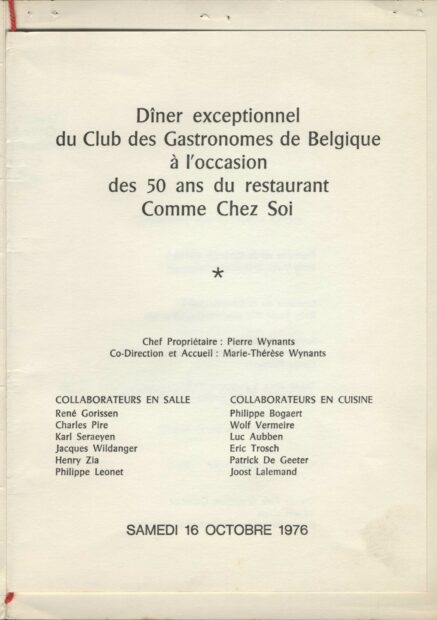 Dîner exceptionnel
du Club des Gastronomes de Belgique
à l'occasion
des 50 ans du restaurant
Comme Chez Soi
*
Chef Propriétaire : Pierre Wynants
Co-Direction et Accueil : Marie-Thérèse Wynants
COLLABORATEURS EN SALLE
René Gorissen
Charles Pire
Karl Seraeyen
Jacques Wildanger
Henry Zia
Philippe Leonet
COLLABORATEURS EN CUISINE
Philippe Bogaert
Wolf Vermeire
Luc Aubben
Eric Trosch
Patrick De Geeter
Joost Lalemand
SAMEDI 16 OCTOBRE 1976